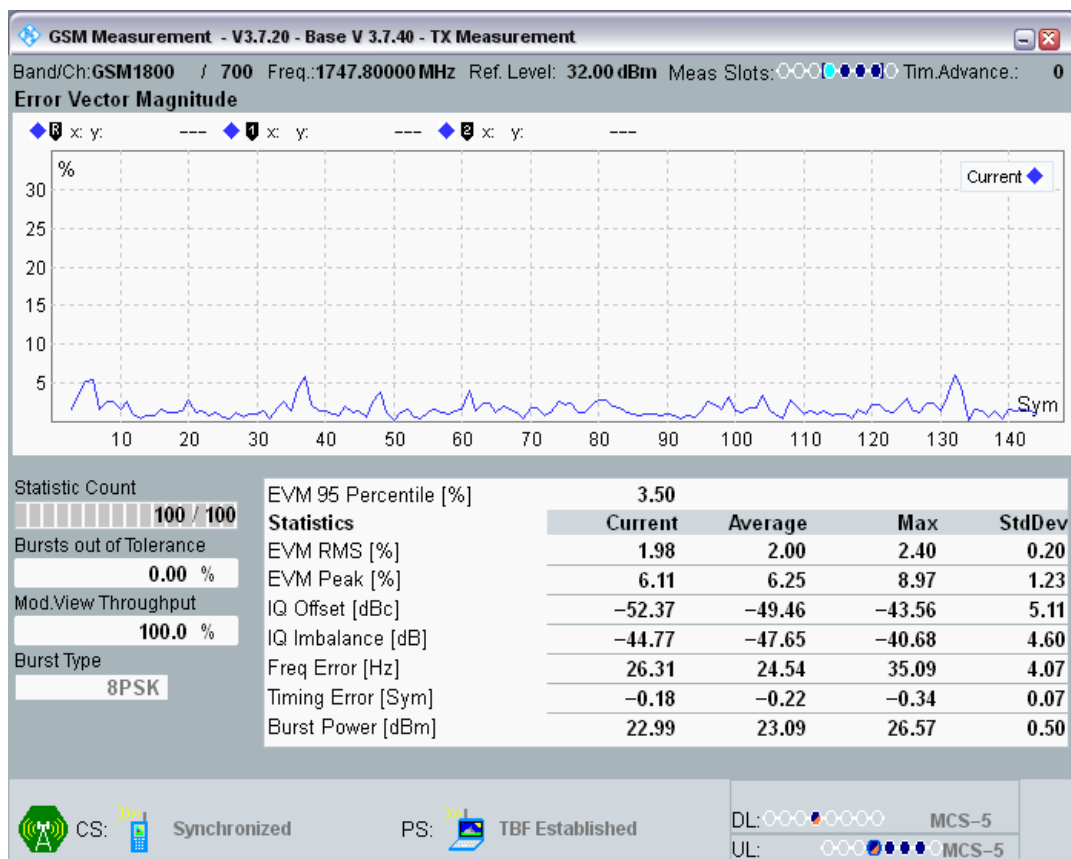 GSM Measurement - V3.7.20 - Base V 3.7.40 - TX Measurement
Band/Ch:GSM1800 / 700 Freq.:1747.80000 MHz Ref. Level: 32.00 dBm Meas Slots: Tim.Advance.: 0
Error Vector Magnitude
R x: y: --- 1 x: y: --- 2 x: y: ---
%
Current
30
25
20
15
10
5
Sym
10 20 30 40 50 60 70 80 90 100 110 120 130 140
Statistic Count
100 / 100
Bursts out of Tolerance
0.00 %
Mod.View Throughput
100.0 %
Burst Type
8PSK
EVM 95 Percentile [%] 3.50
Statistics Current Average Max StdDev
EVM RMS [%] 1.98 2.00 2.40 0.20
EVM Peak [%] 6.11 6.25 8.97 1.23
IQ Offset [dBc] −52.37 −49.46 −43.56 5.11
IQ Imbalance [dB] −44.77 −47.65 −40.68 4.60
Freq Error [Hz] 26.31 24.54 35.09 4.07
Timing Error [Sym] −0.18 −0.22 −0.34 0.07
Burst Power [dBm] 22.99 23.09 26.57 0.50
CS: Synchronized PS: TBF Established
DL: MCS−5
UL: MCS−5